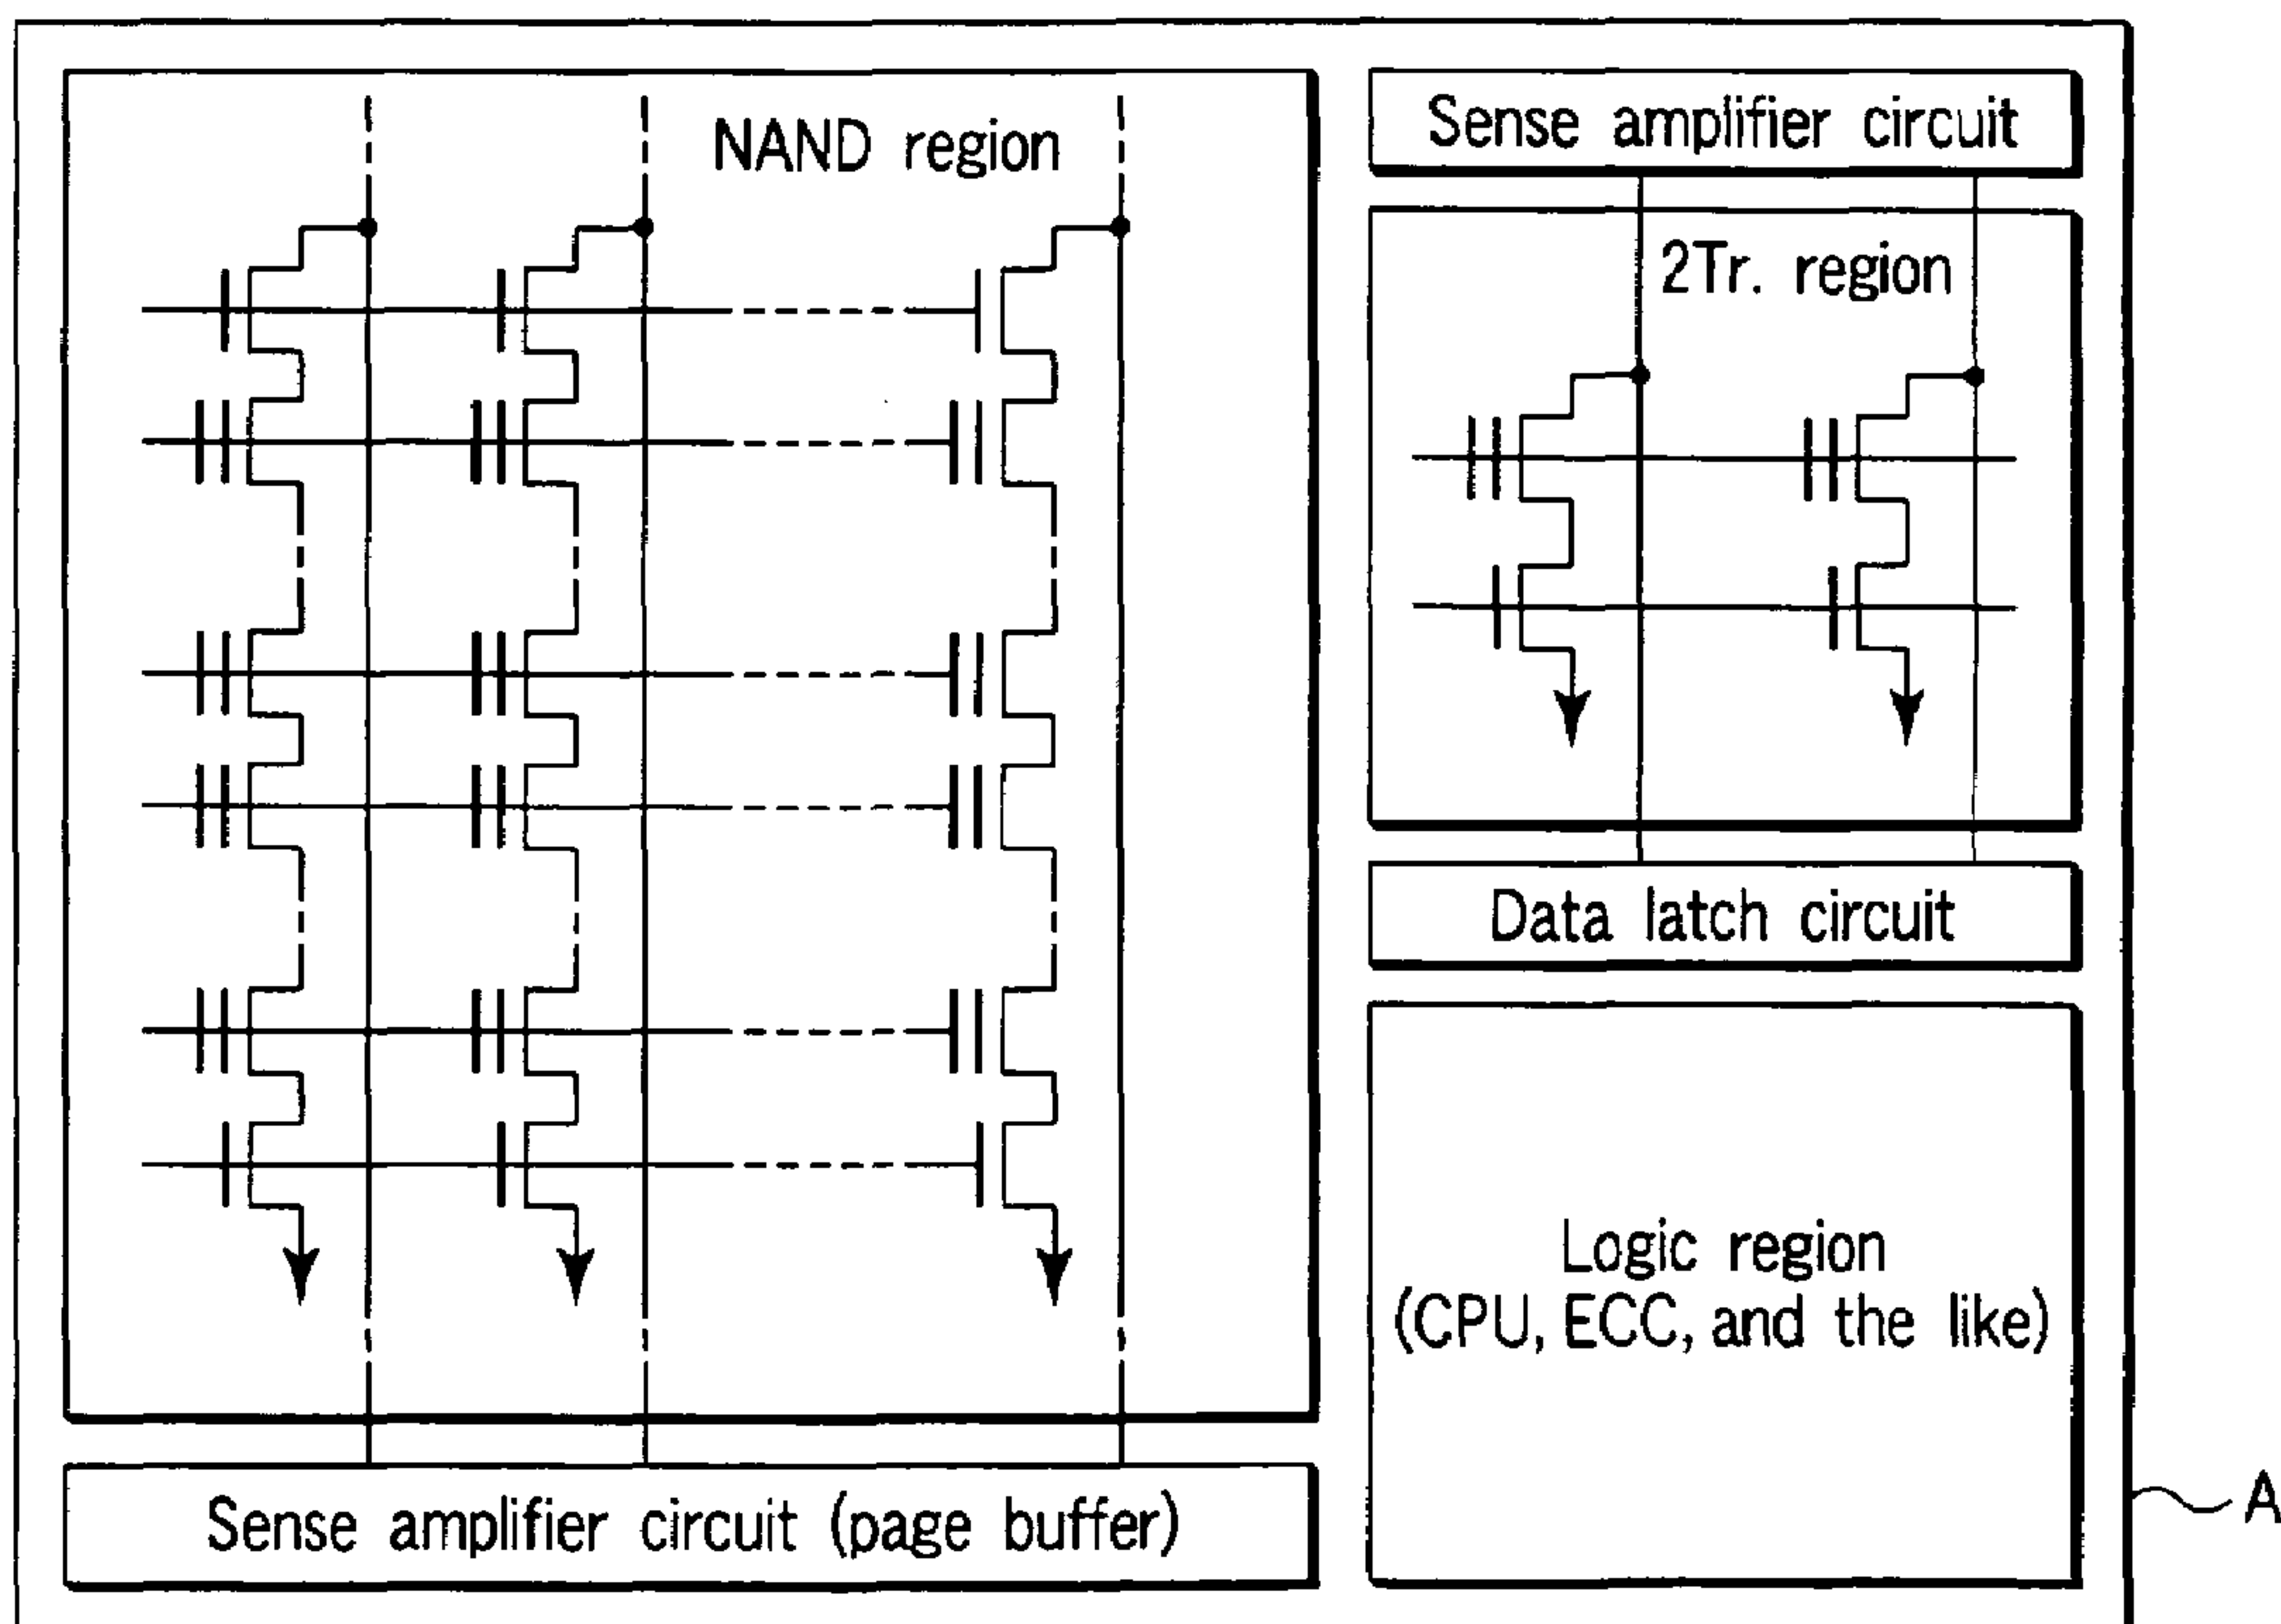 NAND region
Sense amplifier circuit (page buffer)
Sense amplifier circuit
2Tr. region
Data latch circuit
Logic region
(CPU, ECC, and the like)
A